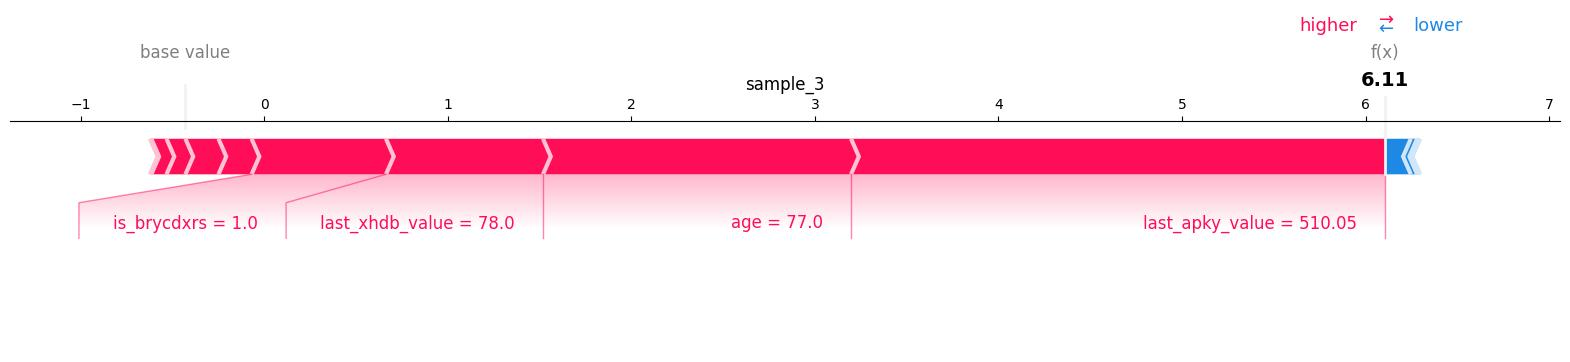 higher ⇄ lower
base value f(x)
6.11
sample_3
−1 0 1 2 3 4 5 6 7
is_brycdxrs = 1.0 last_xhdb_value = 78.0 age = 77.0 last_apky_value = 510.05